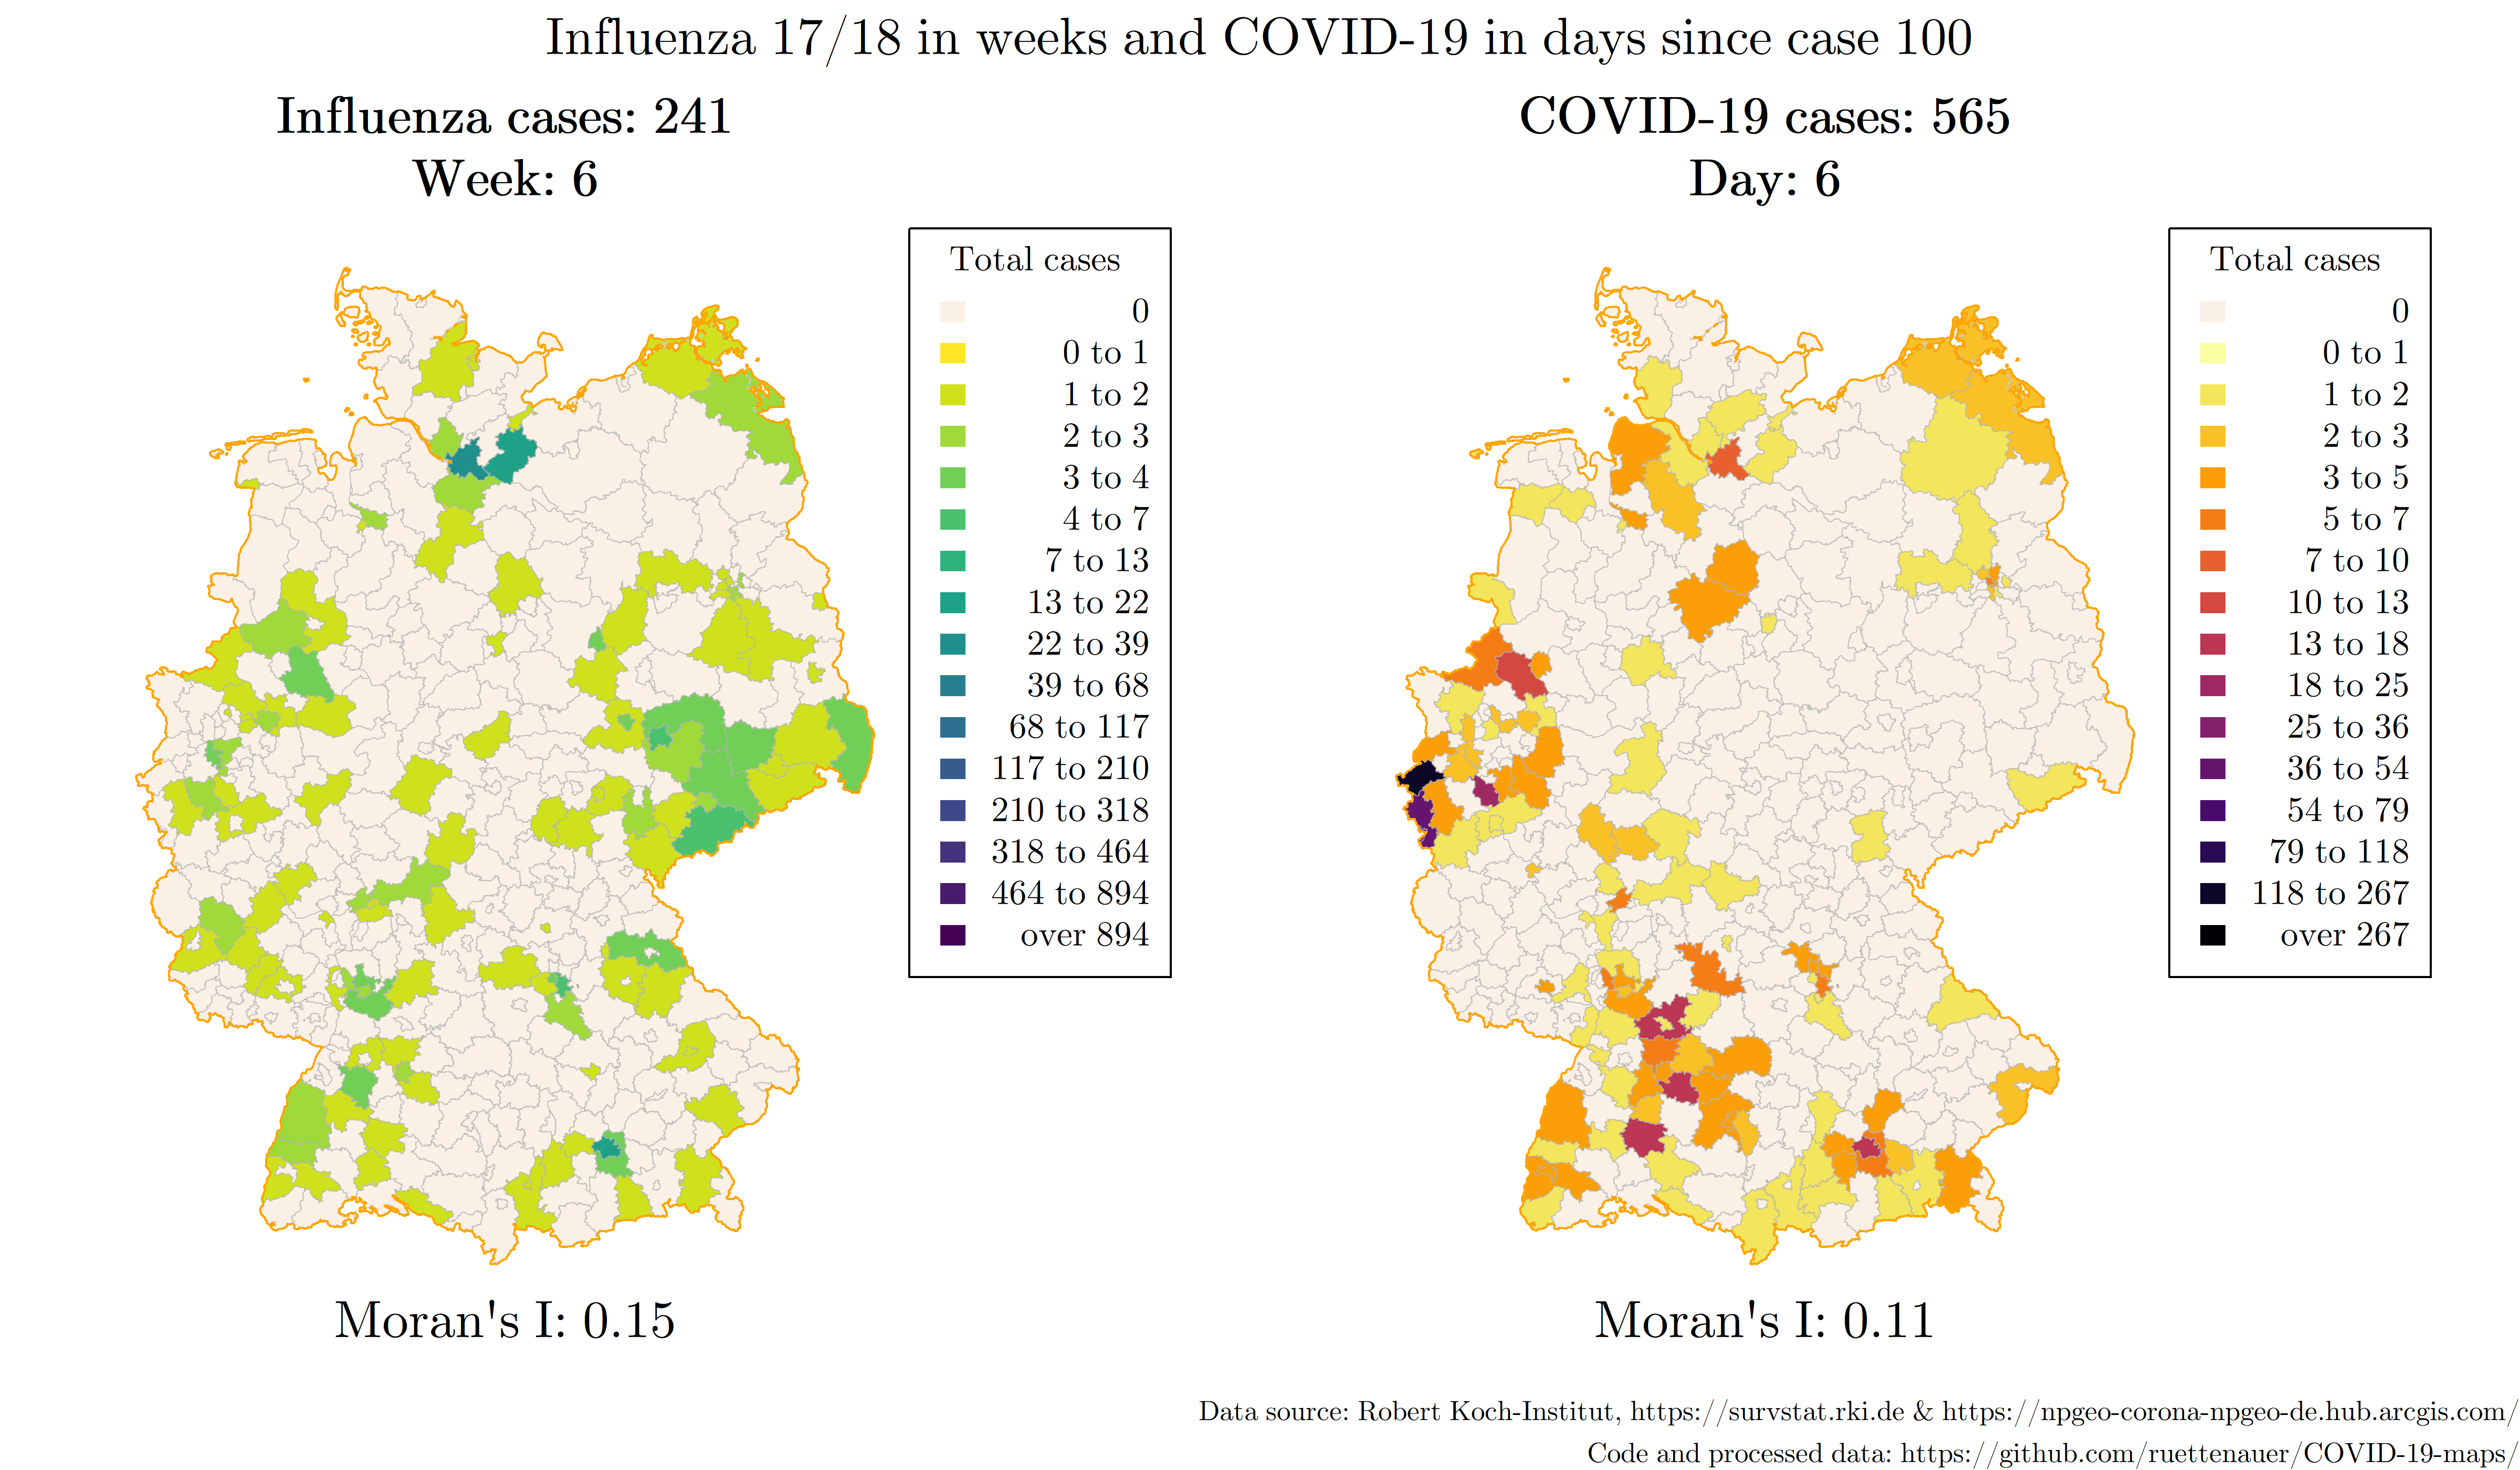 Influenza 17/18 in weeks and COVID-19 in days since case 100
Influenza cases: 241
Week: 6
Total cases
0
0 to 1
1 to 2
2 to 3
3 to 4
4 to 7
7 to 13
13 to 22
22 to 39
39 to 68
68 to 117
117 to 210
210 to 318
318 to 464
464 to 894
over 894
Moran's I: 0.15
COVID-19 cases: 565
Day: 6
Total cases
0
0 to 1
1 to 2
2 to 3
3 to 5
5 to 7
7 to 10
10 to 13
13 to 18
18 to 25
25 to 36
36 to 54
54 to 79
79 to 118
118 to 267
over 267
Moran's I: 0.11
Data source: Robert Koch-Institut, https://survstat.rki.de & https://npgeo-corona-npgeo-de.hub.arcgis.com/
Code and processed data: https://github.com/ruettenauer/COVID-19-maps/